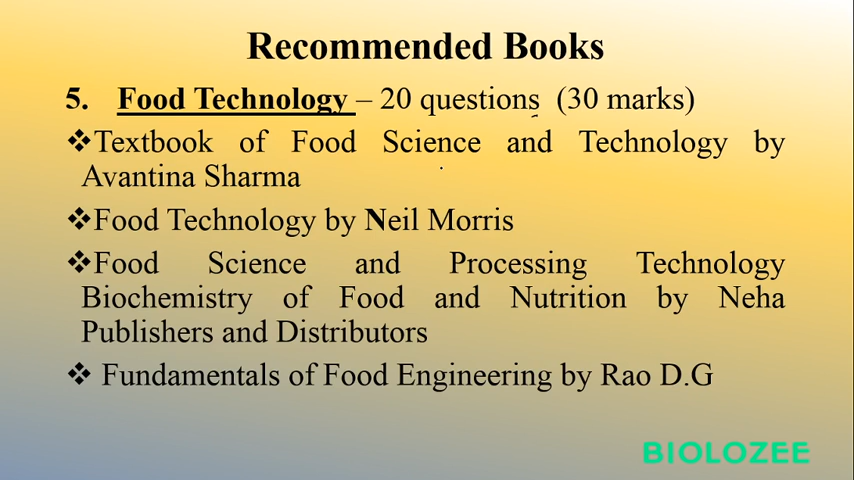 Recommended Books
5. Food Technology – 20 questions (30 marks)
❖Textbook of Food Science and Technology by
Avantina Sharma
❖Food Technology by Neil Morris
❖Food Science and Processing Technology
Biochemistry of Food and Nutrition by Neha
Publishers and Distributors
❖ Fundamentals of Food Engineering by Rao D.G
BIOLOZEE